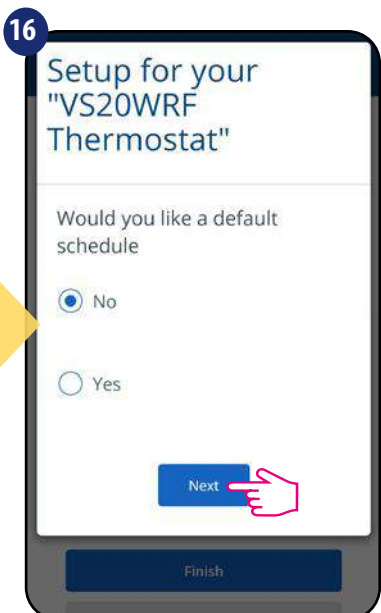 16
Setup for your
"VS20WRF
Thermostat"
Would you like a default
schedule
No
Yes
Next
Finish